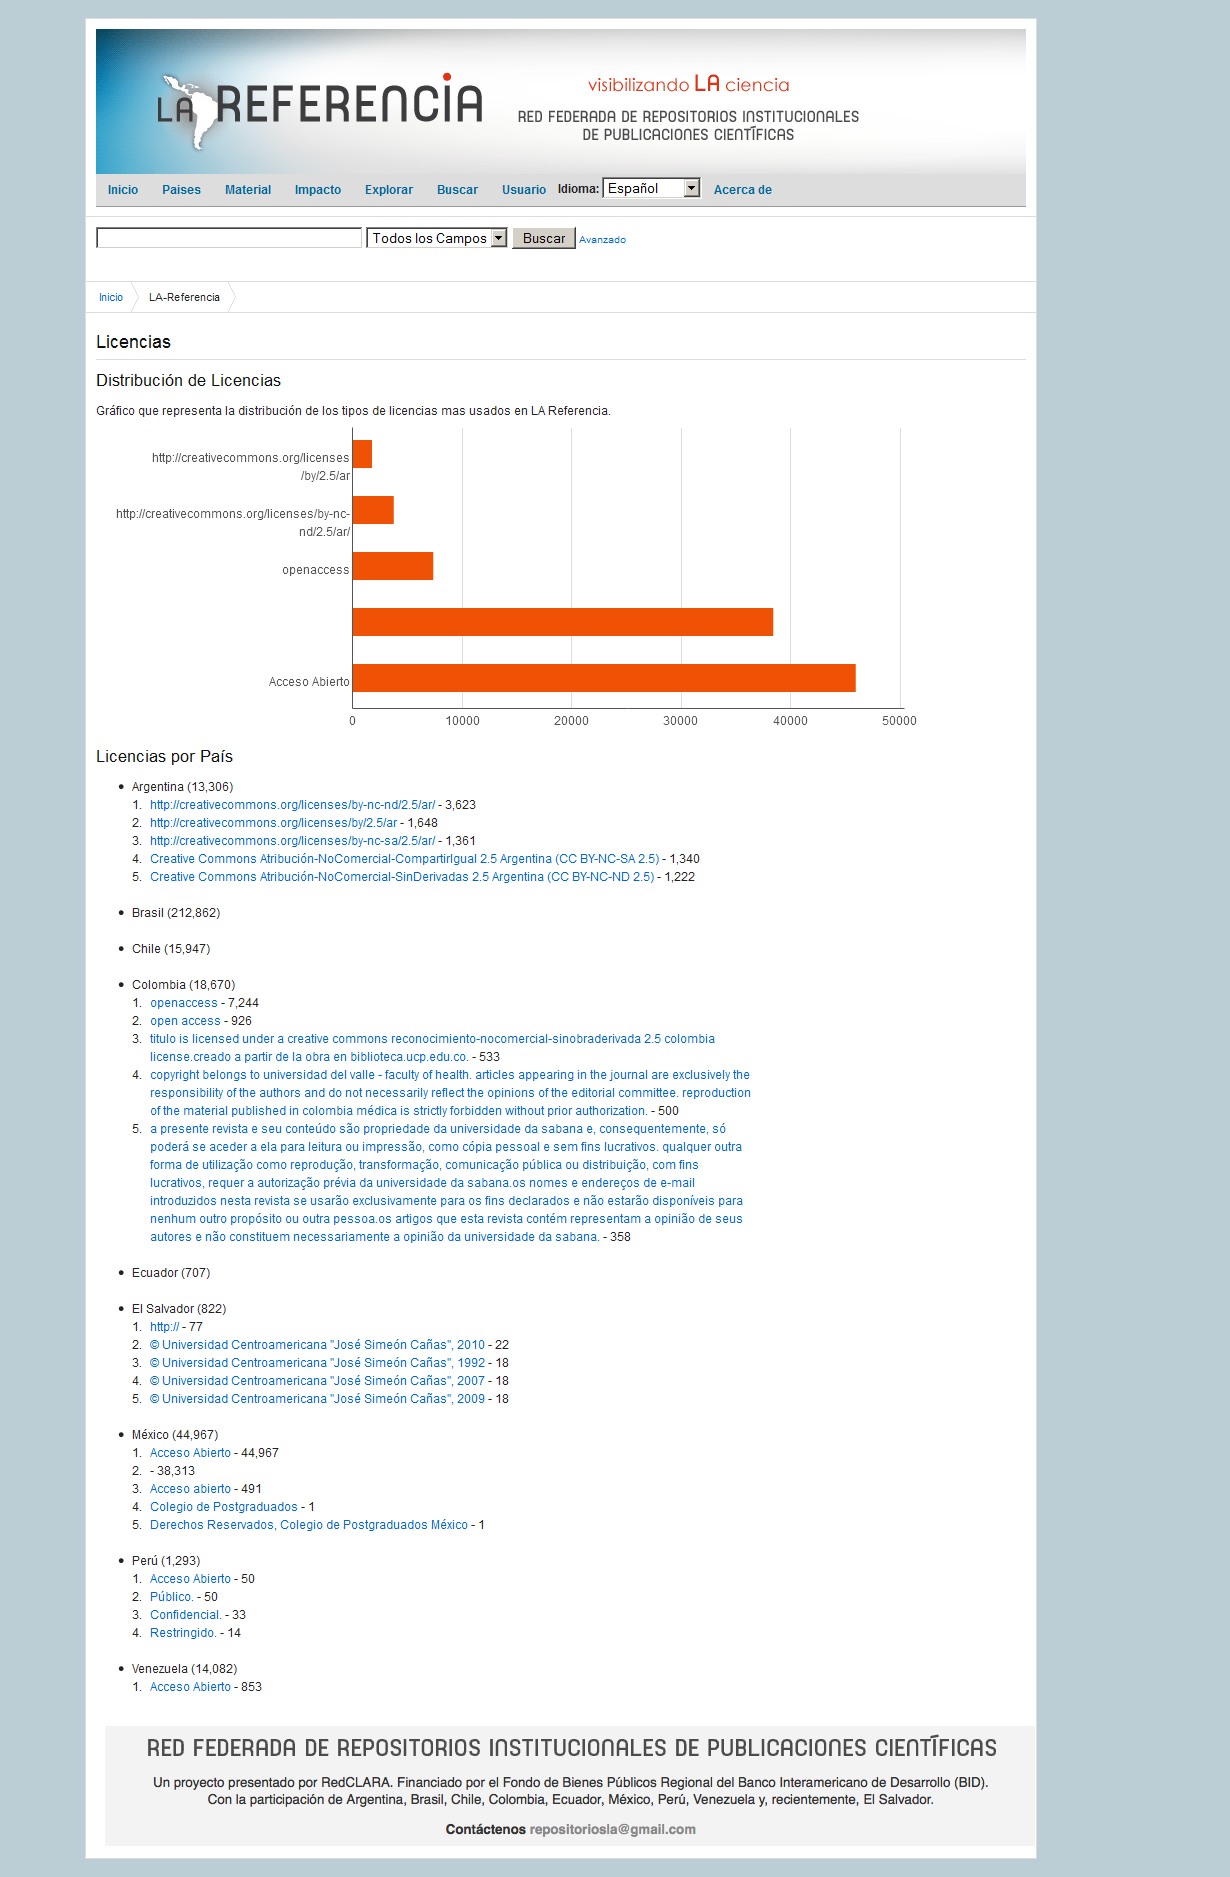 LA REFERENCIA
visibilizando LA ciencia
RED FEDERADA DE REPOSITORIOS INSTITUCIONALES
DE PUBLICACIONES CIENTÍFICAS
Inicio Paises Material Impacto Explorar Buscar Usuario Idioma: Español Acerca de
Todos los Campos Buscar Avanzado
Inicio LA-Referencia
Licencias
Distribución de Licencias
Gráfico que representa la distribución de los tipos de licencias mas usados en LA Referencia.
http://creativecommons.org/licenses
/by/2.5/ar
http://creativecommons.org/licenses/by-nc-
nd/2.5/ar/
openaccess
Acceso Abierto
0 10000 20000 30000 40000 50000
Licencias por País
• Argentina (13,306)
1. http://creativecommons.org/licenses/by-nc-nd/2.5/ar/ - 3,623
2. http://creativecommons.org/licenses/by/2.5/ar - 1,648
3. http://creativecommons.org/licenses/by-nc-sa/2.5/ar/ - 1,361
4. Creative Commons Atribución-NoComercial-CompartirIgual 2.5 Argentina (CC BY-NC-SA 2.5) - 1,340
5. Creative Commons Atribución-NoComercial-SinDerivadas 2.5 Argentina (CC BY-NC-ND 2.5) - 1,222
• Brasil (212,862)
• Chile (15,947)
• Colombia (18,670)
1. openaccess - 7,244
2. open access - 926
3. titulo is licensed under a creative commons reconocimiento-nocomercial-sinobraderivada 2.5 colombia
license.creado a partir de la obra en biblioteca.ucp.edu.co. - 533
4. copyright belongs to universidad del valle - faculty of health. articles appearing in the journal are exclusively the
responsibility of the authors and do not necessarily reflect the opinions of the editorial committee. reproduction
of the material published in colombia médica is strictly forbidden without prior authorization. - 500
5. a presente revista e seu conteúdo são propriedade da universidade da sabana e, consequentemente, só
poderá se aceder a ela para leitura ou impressão, como cópia pessoal e sem fins lucrativos. qualquer outra
forma de utilização como reprodução, transformação, comunicação pública ou distribuição, com fins
lucrativos, requer a autorização prévia da universidade da sabana.os nomes e endereços de e-mail
introduzidos nesta revista se usarão exclusivamente para os fins declarados e não estarão disponíveis para
nenhum outro propósito ou outra pessoa.os artigos que esta revista contém representam a opinião de seus
autores e não constituem necessariamente a opinião da universidade da sabana. - 358
• Ecuador (707)
• El Salvador (822)
1. http:// - 77
2. © Universidad Centroamericana "José Simeón Cañas", 2010 - 22
3. © Universidad Centroamericana "José Simeón Cañas", 1992 - 18
4. © Universidad Centroamericana "José Simeón Cañas", 2007 - 18
5. © Universidad Centroamericana "José Simeón Cañas", 2009 - 18
• México (44,967)
1. Acceso Abierto - 44,967
2. - 38,313
3. Acceso abierto - 491
4. Colegio de Postgraduados - 1
5. Derechos Reservados, Colegio de Postgraduados México - 1
• Perú (1,293)
1. Acceso Abierto - 50
2. Público. - 50
3. Confidencial. - 33
4. Restringido. - 14
• Venezuela (14,082)
1. Acceso Abierto - 853
RED FEDERADA DE REPOSITORIOS INSTITUCIONALES DE PUBLICACIONES CIENTÍFICAS
Un proyecto presentado por RedCLARA. Financiado por el Fondo de Bienes Públicos Regional del Banco Interamericano de Desarrollo (BID).
Con la participación de Argentina, Brasil, Chile, Colombia, Ecuador, México, Perú, Venezuela y, recientemente, El Salvador.
Contáctenos repositoriosla@gmail.com